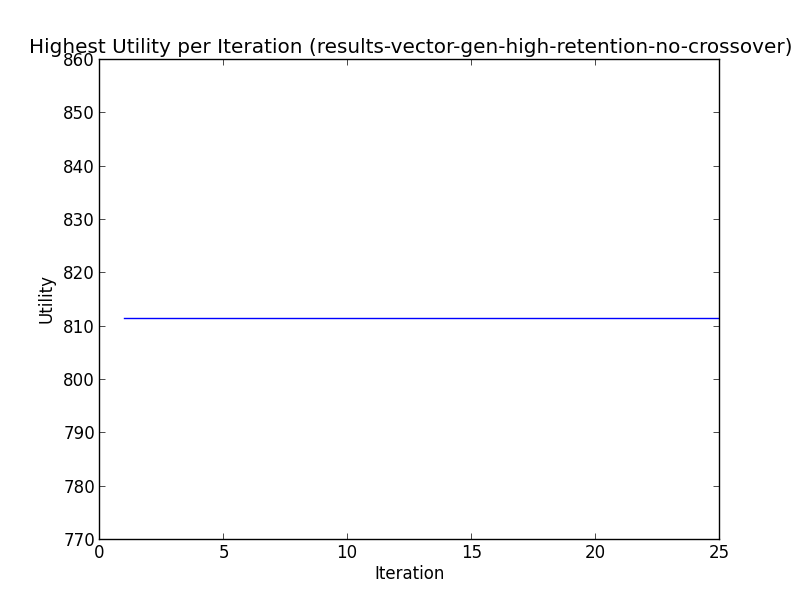 Highest Utility per Iteration (results-vector-gen-high-retention-no-crossover)
860
850
840
830
820
810
800
790
780
770
Utility
0 5 10 15 20 25
Iteration